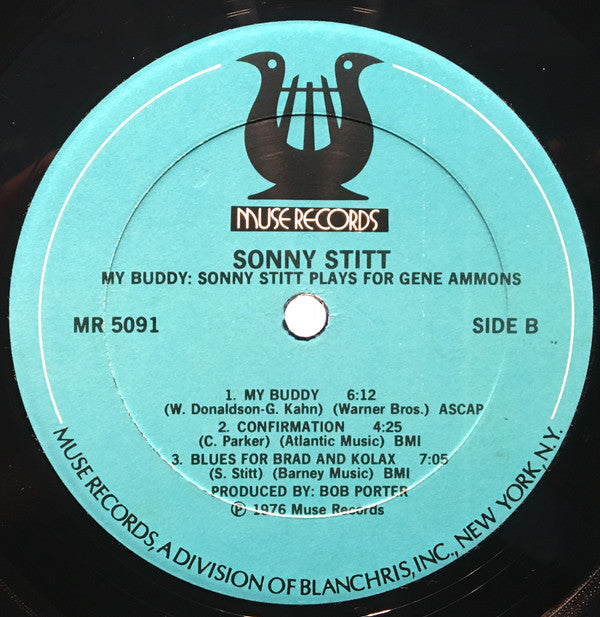 MUSE RECORDS
SONNY STITT
MY BUDDY: SONNY STITT PLAYS FOR GENE AMMONS
MR 5091 SIDE B
1. MY BUDDY 6:12
(W. Donaldson-G. Kahn) (Warner Bros.) ASCAP
2. CONFIRMATION 4:25
(C. Parker) (Atlantic Music) BMI
3. BLUES FOR BRAD AND KOLAX 7:05
(S. Stitt) (Barney Music) BMI
PRODUCED BY: BOB PORTER
℗ 1976 Muse Records
MUSE RECORDS, A DIVISION OF BLANCHRIS, INC., NEW YORK, N.Y.